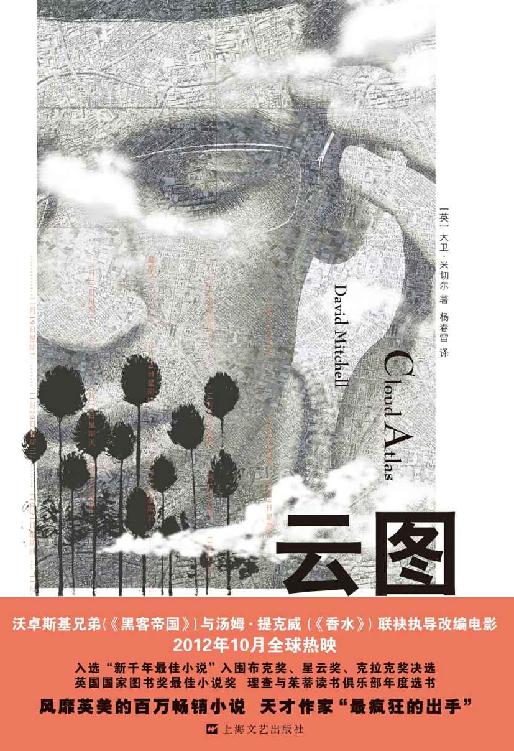 [英] 大卫·米切尔 著 杨春雷 译
David Mitchell
Cloud Atlas
云图
沃卓斯基兄弟(《黑客帝国》)与汤姆·提克威(《香水》)联袂执导改编电影
2012年10月全球热映
入选“新千年最佳小说”入围布克奖、星云奖、克拉克奖决选
英国国家图书奖最佳小说奖 理查与茱蒂读书俱乐部年度选书
风靡英美的百万畅销小说 天才作家“最疯狂的出手”
上海文艺出版社